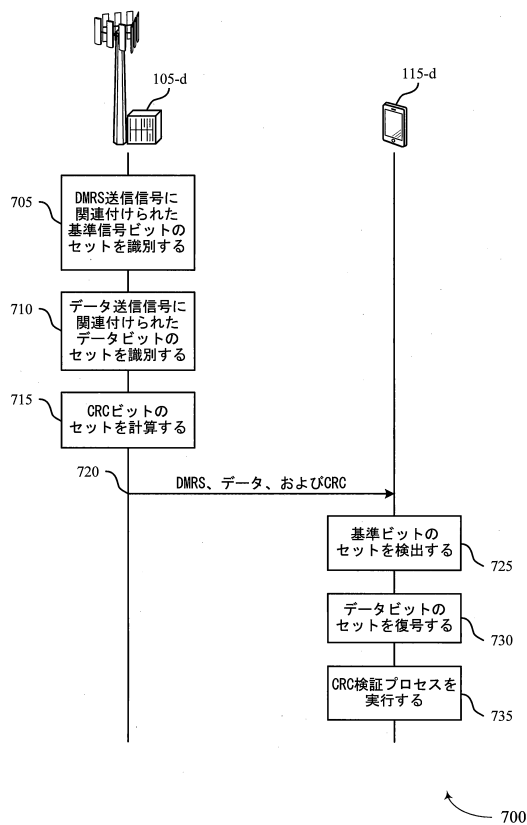 105-d
115-d
705
DMRS送信信号に
関連付けられた
基準信号ビットの
セットを識別する
710
データ送信信号に
関連付けられた
データビットの
セットを識別する
715
CRCビットの
セットを計算する
720
DMRS、データ、およびCRC
基準ビットの
セットを検出する
725
データビットの
セットを復号する
730
CRC検証プロセスを
実行する
735
700